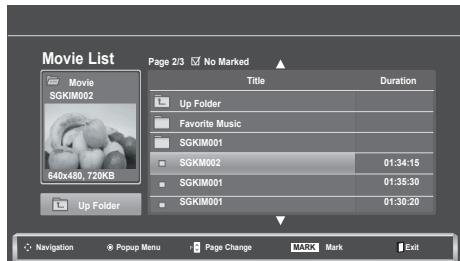 Movie List
Page 2/3 ☑ No Marked
Movie
SGKIM002
640x480, 720KB
Up Folder
Title Duration
Up Folder
Favorite Music
SGKIM001
SGKM002 01:34:15
SGKIM001 01:35:30
SGKIM001 01:30:20
Navigation Popup Menu P Page Change MARK Mark Exit